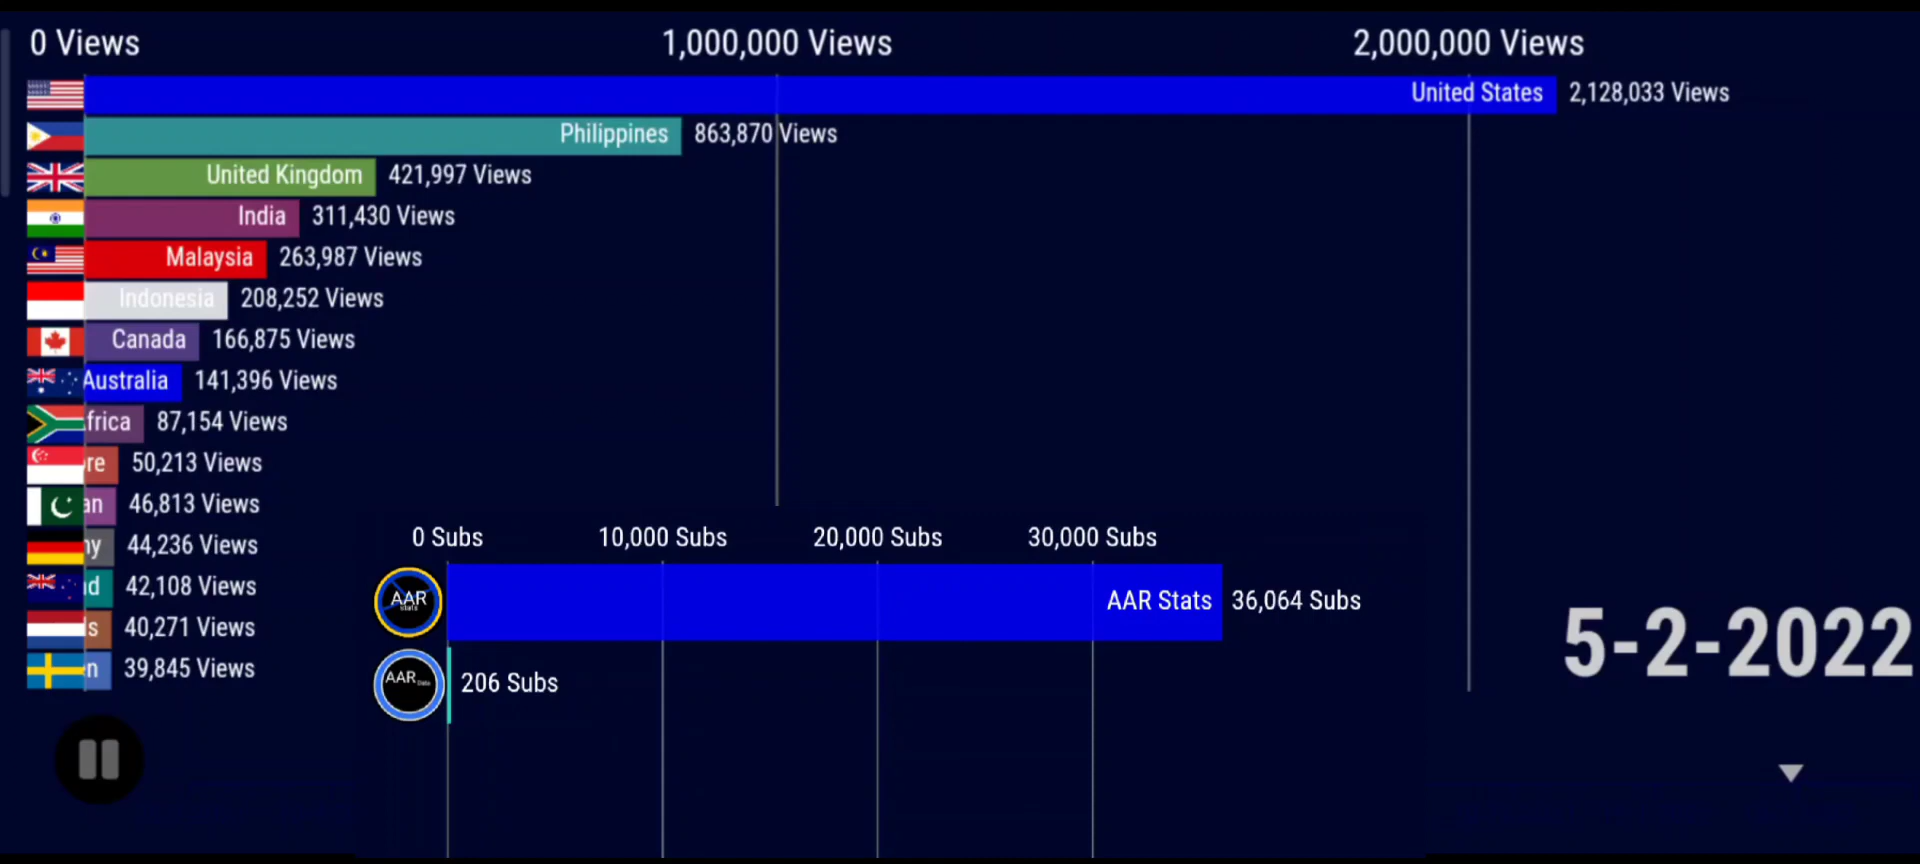 0 Views 1,000,000 Views 2,000,000 Views
United States 2,128,033 Views
Philippines 863,870 Views
United Kingdom 421,997 Views
India 311,430 Views
Malaysia 263,987 Views
Indonesia 208,252 Views
Canada 166,875 Views
Australia 141,396 Views
frica 87,154 Views
re 50,213 Views
an 46,813 Views
ny 44,236 Views
d 42,108 Views
ls 40,271 Views
n 39,845 Views
0 Subs 10,000 Subs 20,000 Subs 30,000 Subs
AAR
stats
AAR Stats 36,064 Subs
AAR
206 Subs
5-2-2022